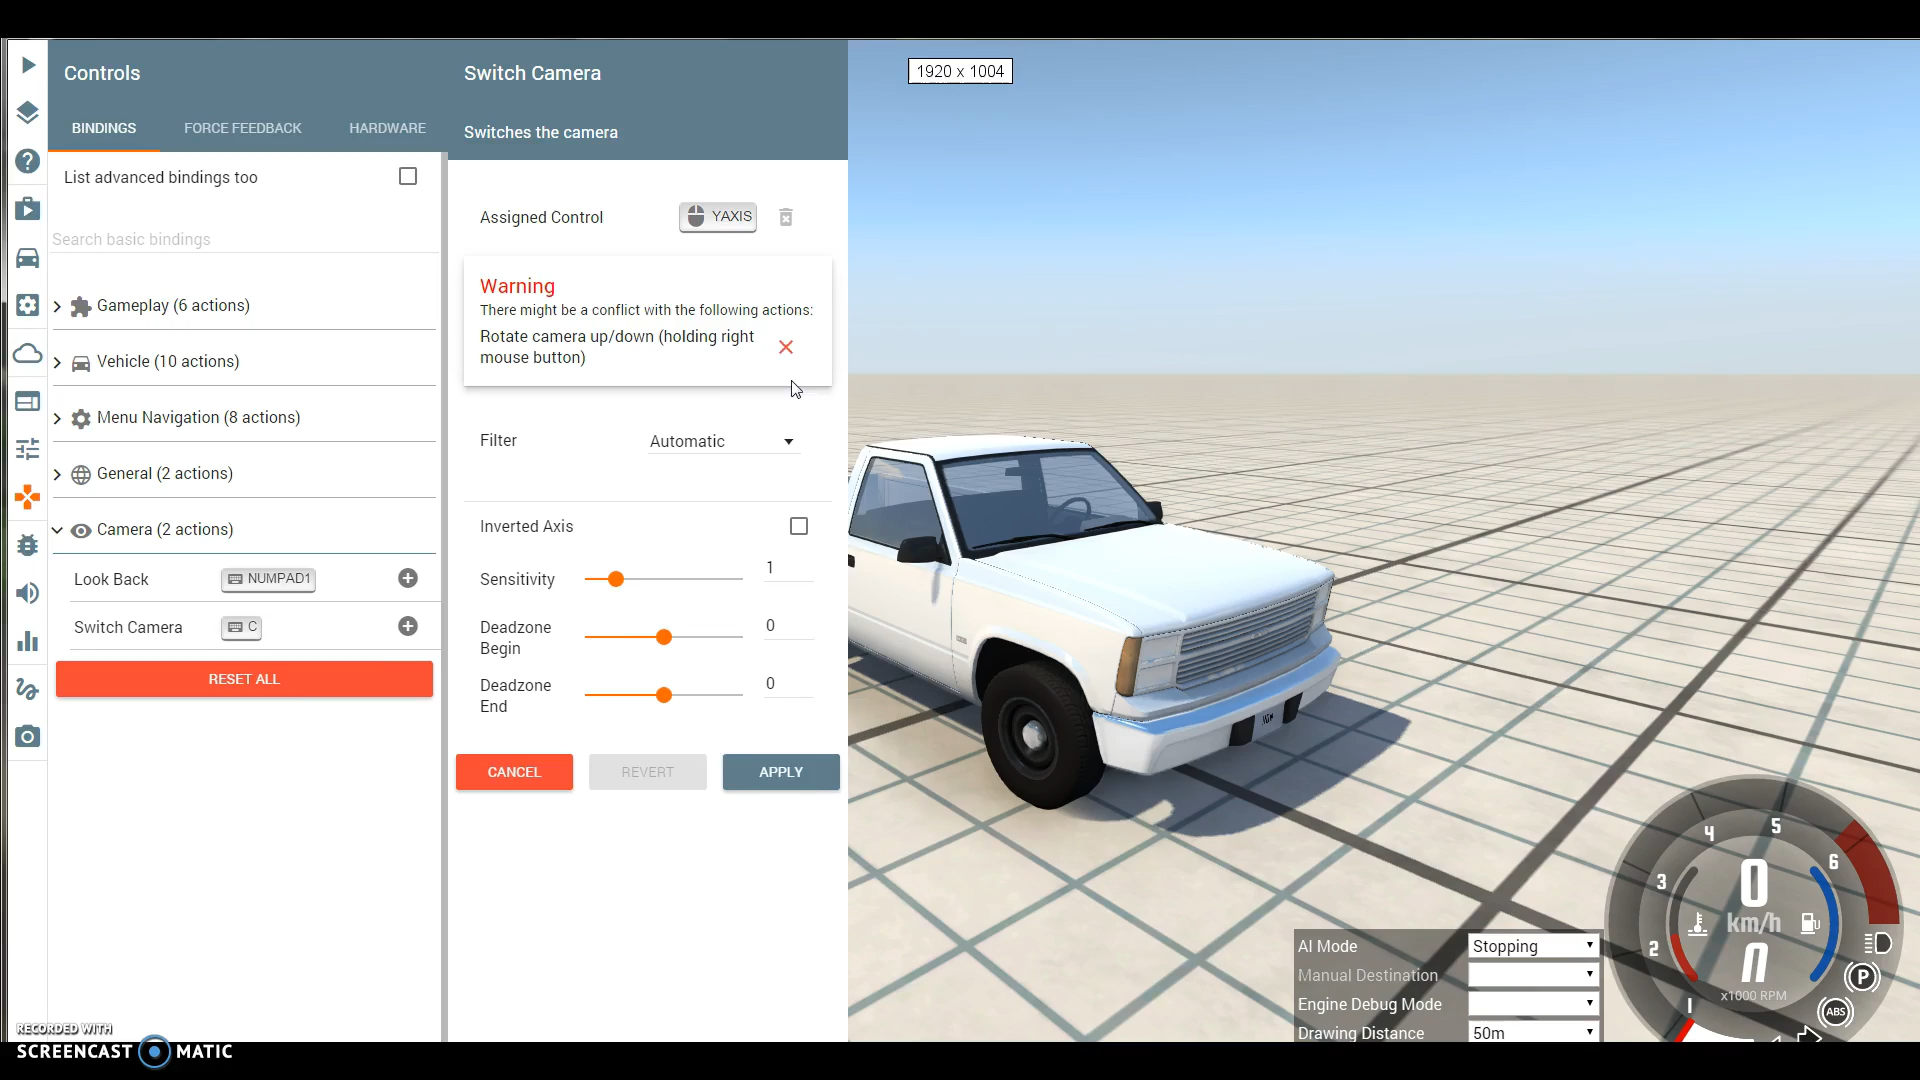 1920 x 1004
Controls
BINDINGS
FORCE FEEDBACK
HARDWARE
List advanced bindings too
Search basic bindings
Gameplay (6 actions)
Vehicle (10 actions)
Menu Navigation (8 actions)
General (2 actions)
Camera (2 actions)
Look Back
NUMPAD1
Switch Camera
C
RESET ALL
Switch Camera
Switches the camera
Assigned Control
YAXIS
Warning
There might be a conflict with the following actions:
Rotate camera up/down (holding right
mouse button)
Filter
Automatic
Inverted Axis
Sensitivity
1
Deadzone
Begin
0
Deadzone
End
0
CANCEL
REVERT
APPLY
AI Mode
Stopping
Manual Destination
Engine Debug Mode
Drawing Distance
50m
1
2
3
4
5
6
0
km/h
0
x1000 RPM
P
ABS
RECORDED WITH
SCREENCAST MATIC